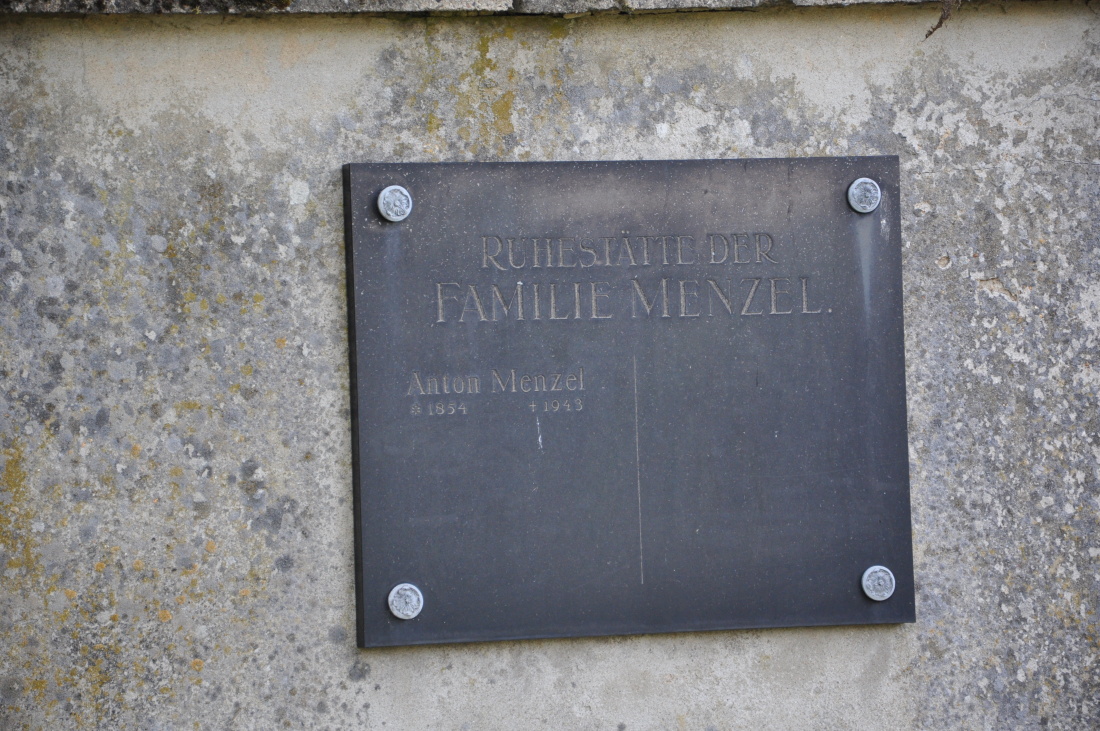 RUHESTÄTTE DER
FAMILIE MENZEL.
Anton Menzel
* 1854 † 1943